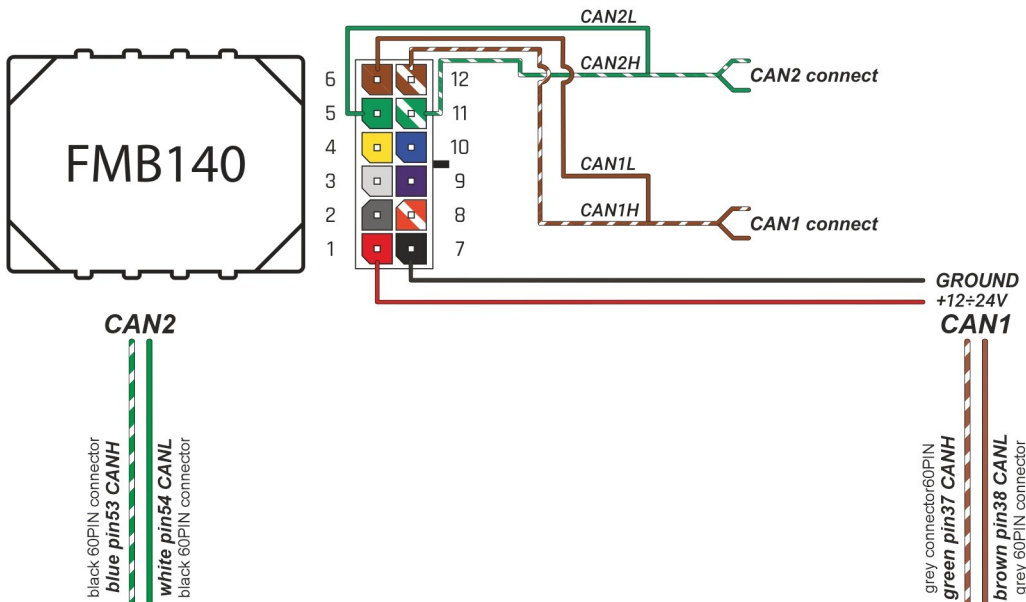 CAN2L
CAN2H
CAN2 connect
6 12
5 11
4 10
3 9
2 8
1 7
FMB140
CAN1L
CAN1H
CAN1 connect
GROUND
+12÷24V
CAN2
CAN1
black 60PIN connector
blue pin53 CANH
white pin54 CANL
black 60PIN connector
grey connector60PIN
green pin37 CANH
brown pin38 CANL
grey 60PIN connector